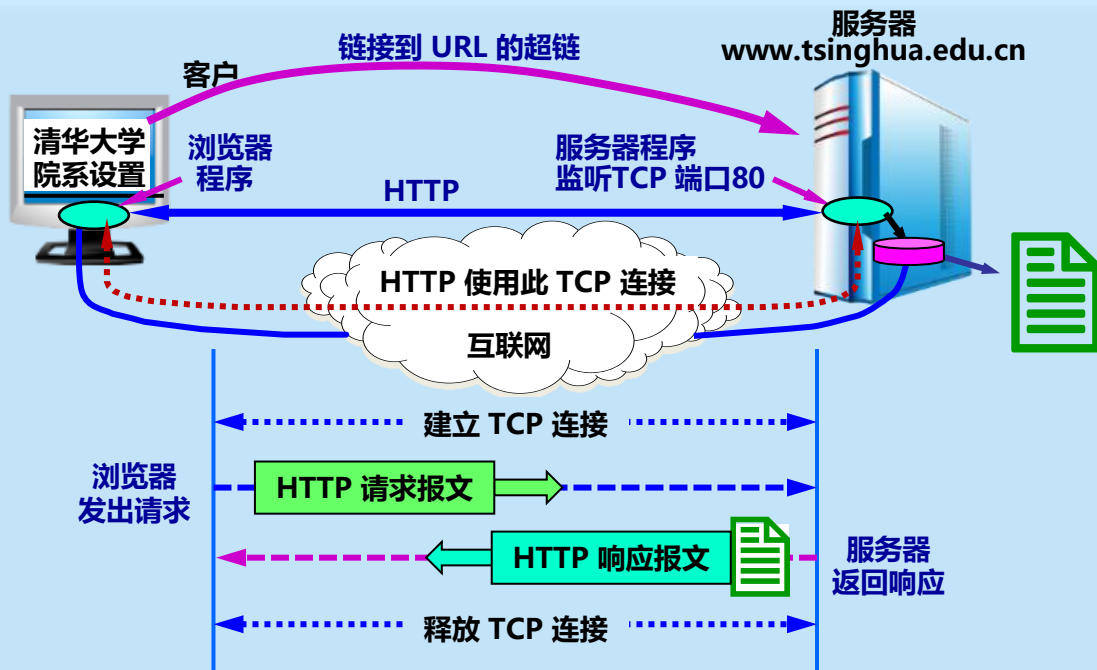 服务器
www.tsinghua.edu.cn
链接到 URL 的超链
客户
清华大学
院系设置
浏览器
程序
服务器程序
监听TCP 端口80
HTTP
HTTP 使用此 TCP 连接
互联网
建立 TCP 连接
浏览器
发出请求
HTTP 请求报文
HTTP 响应报文
服务器
返回响应
释放 TCP 连接